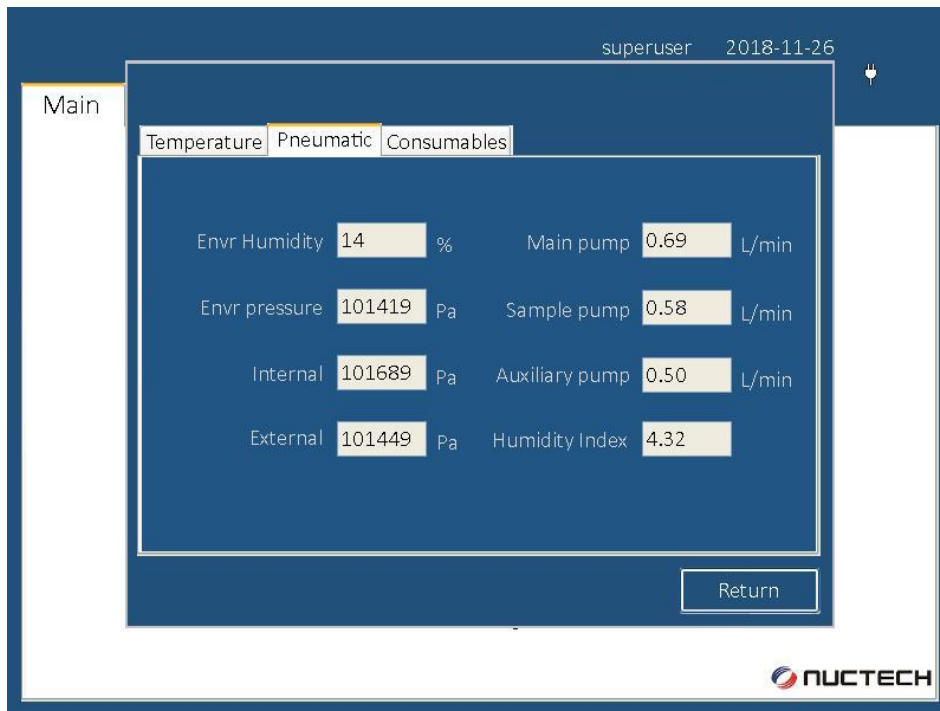 superuser 2018-11-26
Main
Temperature Pneumatic Consumables
Envr Humidity 14 % Main pump 0.69 L/min
Envr pressure 101419 Pa Sample pump 0.58 L/min
Internal 101689 Pa Auxiliary pump 0.50 L/min
External 101449 Pa Humidity Index 4.32
Return
NUCTECH